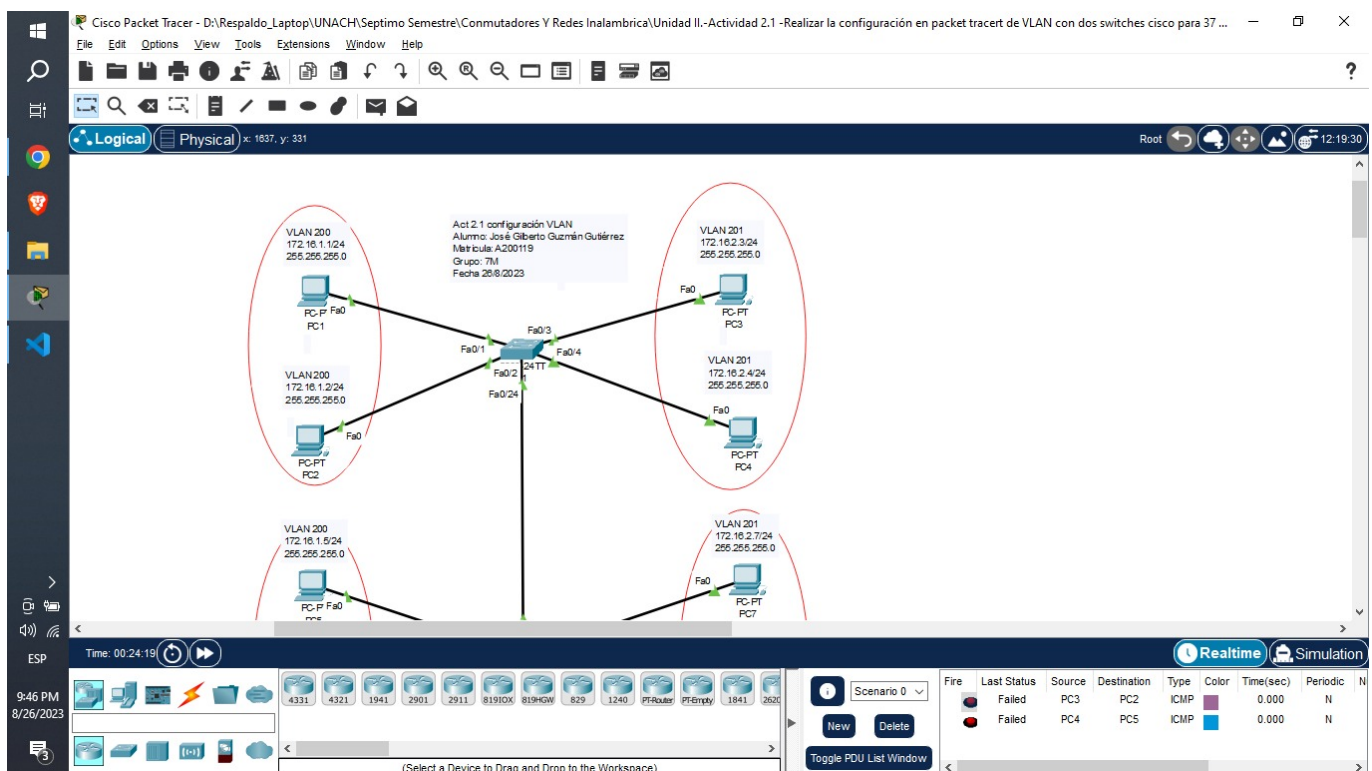 Cisco Packet Tracer - D:\Respaldo_Laptop\UNACH\Septimo Semestre\Conmutadores Y Redes Inalambrica\Unidad II.-Actividad 2.1 -Realizar la configuración en packet tracert de VLAN con dos switches cisco para 37 ...
File Edit Options View Tools Extensions Window Help
Logical Physical x: 1637, y: 331
Root 12:19:30
VLAN 200
172.16.1.1/24
255.255.255.0
PC-P Fa0
PC1
Act 2.1 configuración VLAN
Alumno: José Gilberto Guzmán Gutiérrez
Matricula: A200119
Grupo: 7M
Fecha 26/8/2023
VLAN 201
172.16.2.3/24
255.255.255.0
Fa0
PC-PT
PC3
Fa0/3
Fa0/1
Fa0/4
Fa0/2
24TT
Fa0/24
VLAN 200
172.16.1.2/24
255.255.255.0
Fa0
PC-PT
PC2
VLAN 201
172.16.2.4/24
255.255.255.0
Fa0
PC-PT
PC4
VLAN 200
172.16.1.5/24
255.255.255.0
PC-P Fa0
VLAN 201
172.16.2.7/24
255.255.255.0
Fa0
PC-PT
PC7
Time: 00:24:19
Realtime Simulation
4331 4321 1941 2901 2911 819IOX 819HGW 829 1240 PT-Router PT-Empty 1841 262
(Select a Device to Drag and Drop to the Workspace)
Scenario 0
New Delete
Toggle PDU List Window
Fire Last Status Source Destination Type Color Time(sec) Periodic N
Failed PC3 PC2 ICMP 0.000 N
Failed PC4 PC5 ICMP 0.000 N
ESP
9:46 PM
8/26/2023
3